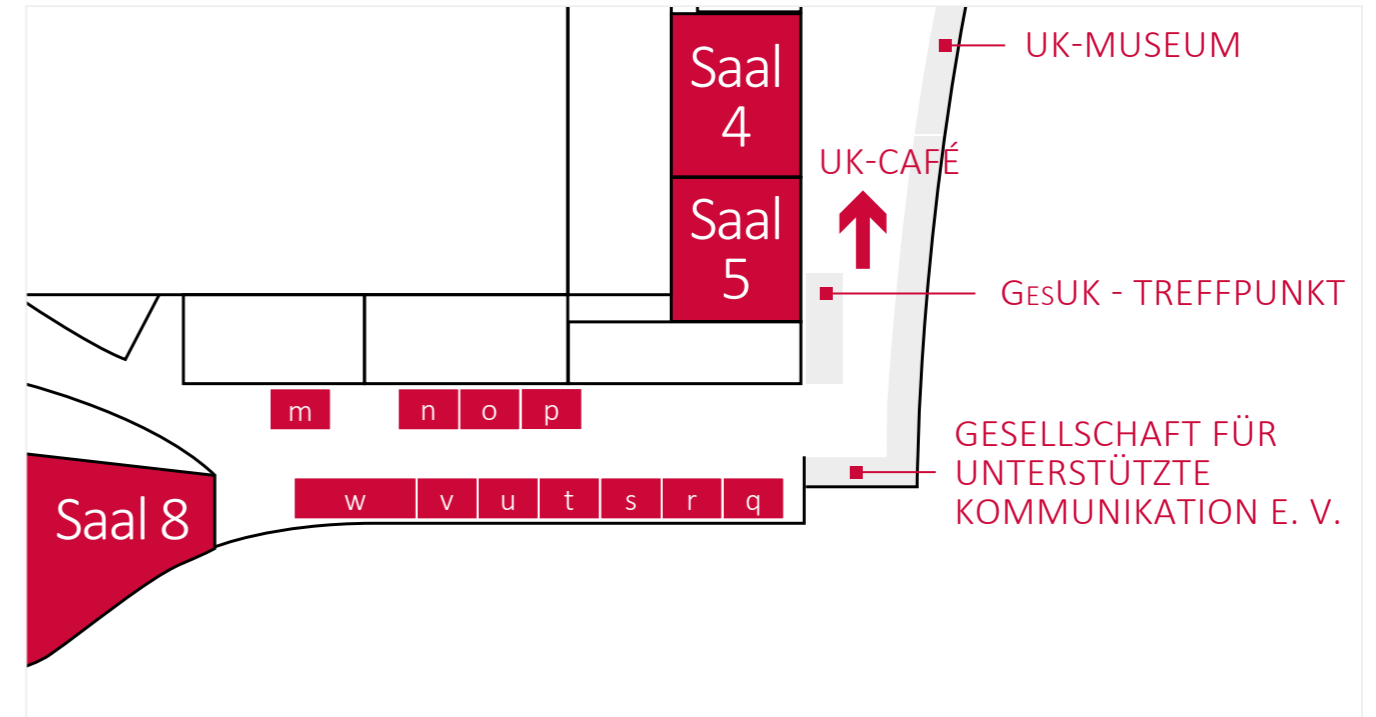 Saal
4
UK-MUSEUM
UK-CAFÉ
Saal
5
GesUK - TREFFPUNKT
m
n o p
GESELLSCHAFT FÜR
UNTERSTÜTZTE
KOMMUNIKATION E. V.
w v u t s r q
Saal 8